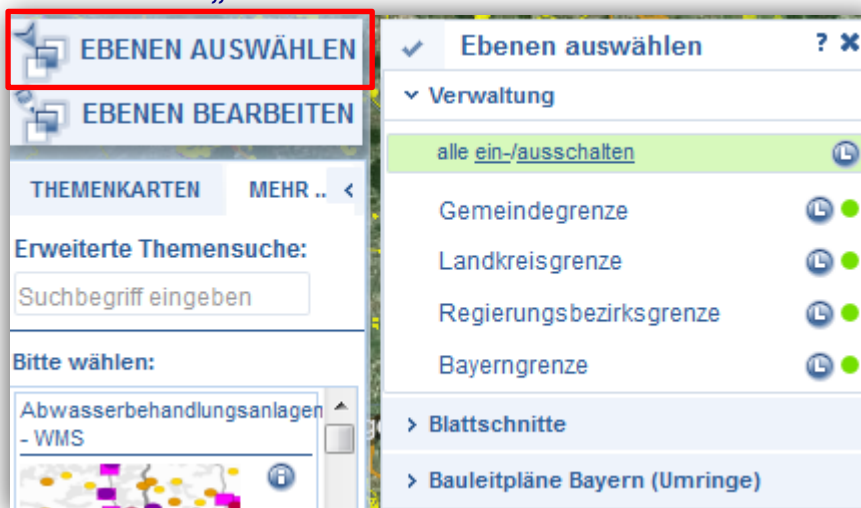 „
EBENEN AUSWÄHLEN
EBENEN BEARBEITEN
THEMENKARTEN MEHR ..
Erweiterte Themensuche:
Suchbegriff eingeben
Bitte wählen:
Abwasserbehandlungsanlagen
- WMS
Ebenen auswählen ?
Verwaltung
alle ein-/ausschalten
Gemeindegrenze
Landkreisgrenze
Regierungsbezirksgrenze
Bayerngrenze
Blattschnitte
Bauleitpläne Bayern (Umringe)